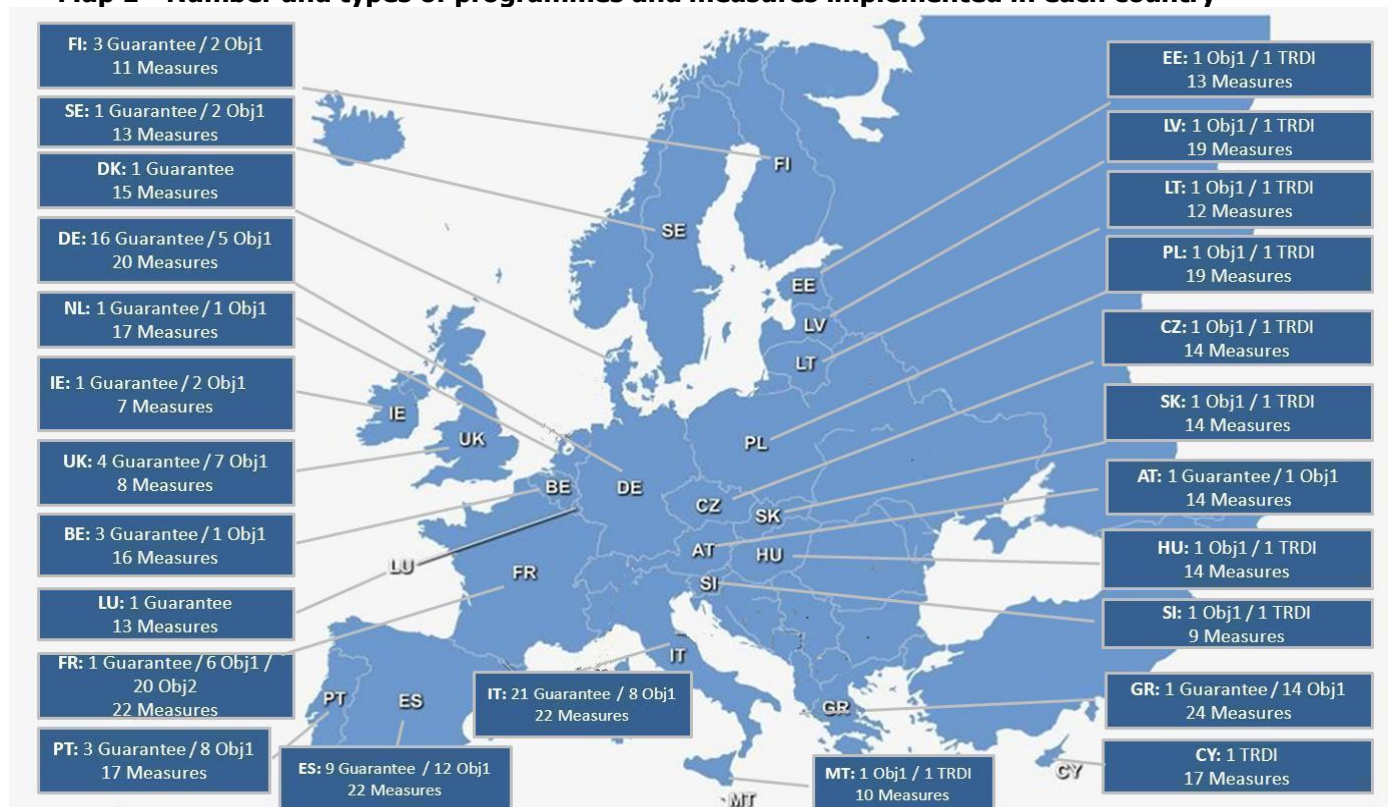 Map - Number and types of programmes and measures implemented in each country
FI: 3 Guarantee / 2 Obj1
11 Measures
SE: 1 Guarantee / 2 Obj1
13 Measures
DK: 1 Guarantee
15 Measures
DE: 16 Guarantee / 5 Obj1
20 Measures
NL: 1 Guarantee / 1 Obj1
17 Measures
IE: 1 Guarantee / 2 Obj1
7 Measures
UK: 4 Guarantee / 7 Obj1
8 Measures
BE: 3 Guarantee / 1 Obj1
16 Measures
LU: 1 Guarantee
13 Measures
FR: 1 Guarantee / 6 Obj1 /
20 Obj2
22 Measures
PT: 3 Guarantee / 8 Obj1
17 Measures
ES: 9 Guarantee / 12 Obj1
22 Measures
IT: 21 Guarantee / 8 Obj1
22 Measures
MT: 1 Obj1 / 1 TRDI
10 Measures
EE: 1 Obj1 / 1 TRDI
13 Measures
LV: 1 Obj1 / 1 TRDI
19 Measures
LT: 1 Obj1 / 1 TRDI
12 Measures
PL: 1 Obj1 / 1 TRDI
19 Measures
CZ: 1 Obj1 / 1 TRDI
14 Measures
SK: 1 Obj1 / 1 TRDI
14 Measures
AT: 1 Guarantee / 1 Obj1
14 Measures
HU: 1 Obj1 / 1 TRDI
14 Measures
SI: 1 Obj1 / 1 TRDI
9 Measures
GR: 1 Guarantee / 14 Obj1
24 Measures
CY: 1 TRDI
17 Measures
FI
SE
EE
LV
LT
IE
UK
PL
BE
DE
CZ
SK
AT
HU
LU
FR
SI
IT
PT
ES
GR
CY
MT